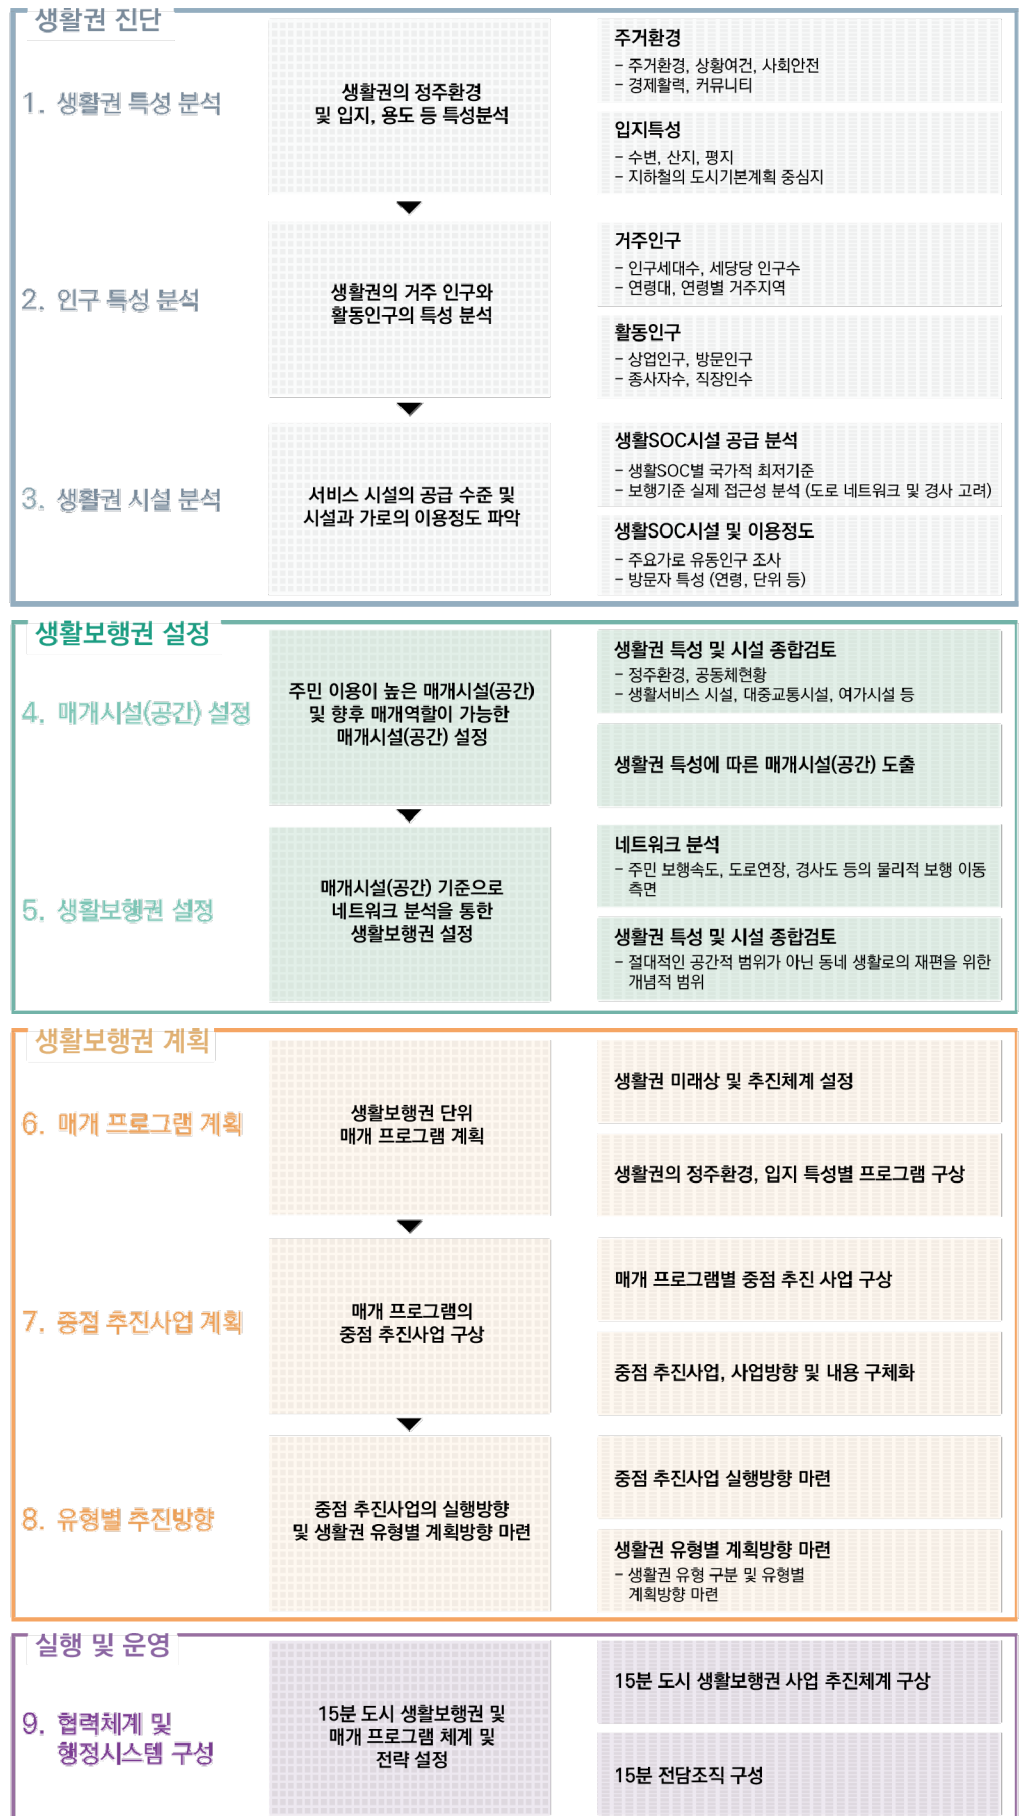 생활권 진단
1. 생활권 특성 분석
생활권의 정주환경
및 입지, 용도 등 특성분석
주거환경
- 주거환경, 상황여건, 사회안전
- 경제활력, 커뮤니티
입지특성
- 수변, 산지, 평지
- 지하철의 도시기본계획 중심지
2. 인구 특성 분석
생활권의 거주 인구와
활동인구의 특성 분석
거주인구
- 인구세대수, 세당당 인구수
- 연령대, 연령별 거주지역
활동인구
- 상업인구, 방문인구
- 종사자수, 직장인수
3. 생활권 시설 분석
서비스 시설의 공급 수준 및
시설과 가로의 이용정도 파악
생활SOC시설 공급 분석
- 생활SOC별 국가적 최저기준
- 보행기준 실제 접근성 분석 (도로 네트워크 및 경사 고려)
생활SOC시설 및 이용정도
- 주요가로 유동인구 조사
- 방문자 특성 (연령, 단위 등)
생활보행권 설정
4. 매개시설(공간) 설정
주민 이용이 높은 매개시설(공간)
및 향후 매개역할이 가능한
매개시설(공간) 설정
생활권 특성 및 시설 종합검토
- 정주환경, 공동체현황
- 생활서비스 시설, 대중교통시설, 여가시설 등
생활권 특성에 따른 매개시설(공간) 도출
5. 생활보행권 설정
매개시설(공간) 기준으로
네트워크 분석을 통한
생활보행권 설정
네트워크 분석
- 주민 보행속도, 도로연장, 경사도 등의 물리적 보행 이동
측면
생활권 특성 및 시설 종합검토
- 절대적인 공간적 범위가 아닌 동네 생활로의 재편을 위한
개념적 범위
생활보행권 계획
6. 매개 프로그램 계획
생활보행권 단위
매개 프로그램 계획
생활권 미래상 및 추진체계 설정
생활권의 정주환경, 입지 특성별 프로그램 구상
7. 중점 추진사업 계획
매개 프로그램의
중점 추진사업 구상
매개 프로그램별 중점 추진 사업 구상
중점 추진사업, 사업방향 및 내용 구체화
8. 유형별 추진방향
중점 추진사업의 실행방향
및 생활권 유형별 계획방향 마련
중점 추진사업 실행방향 마련
생활권 유형별 계획방향 마련
- 생활권 유형 구분 및 유형별
계획방향 마련
실행 및 운영
9. 협력체계 및
행정시스템 구성
15분 도시 생활보행권 및
매개 프로그램 체계 및
전략 설정
15분 도시 생활보행권 사업 추진체계 구상
15분 전담조직 구성